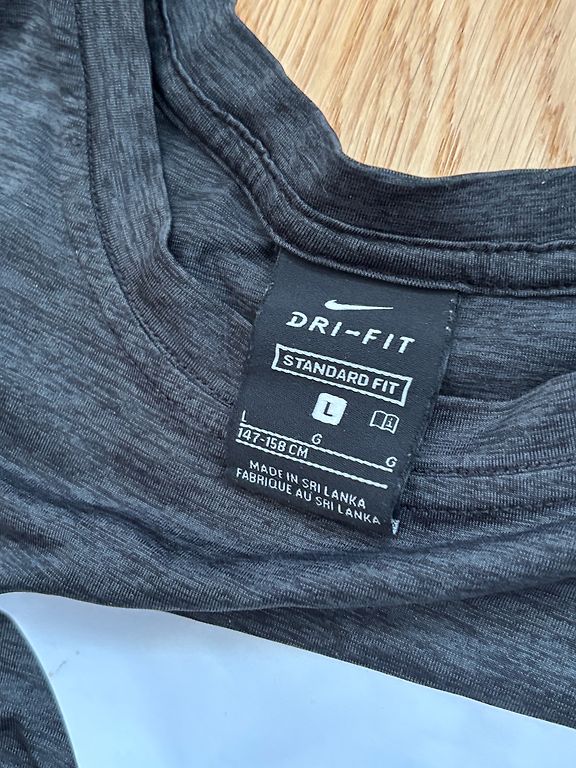 DRI-FIT
STANDARD FIT
L
L G G
147-158 CM
MADE IN SRI LANKA
FABRIQUE AU SRI LANKA